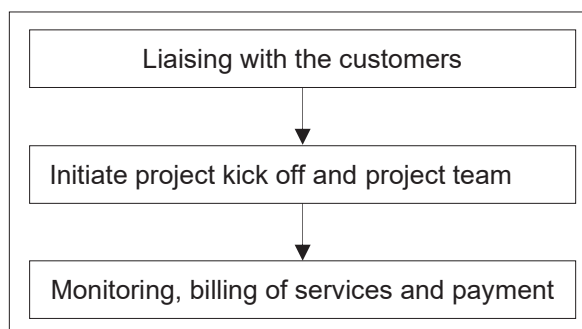 Liaising with the customers
Initiate project kick off and project team
Monitoring, billing of services and payment